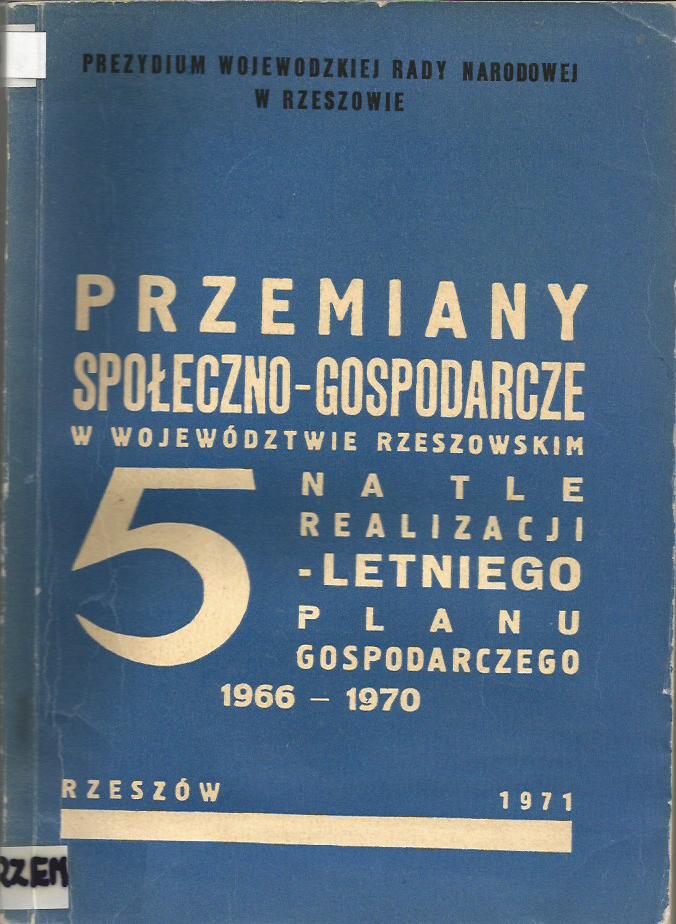 PREZYDIUM WOJEWODZKIEJ RADY NARODOWEJ
W RZESZOWIE
PRZEMIANY
SPOŁECZNO-GOSPODARCZE
W WOJEWÓDZTWIE RZESZOWSKIM
NA TLE
REALIZACJI
5-LETNIEGO
PLANU
GOSPODARCZEGO
1966 - 1970
RZESZÓW 1971
RZEM